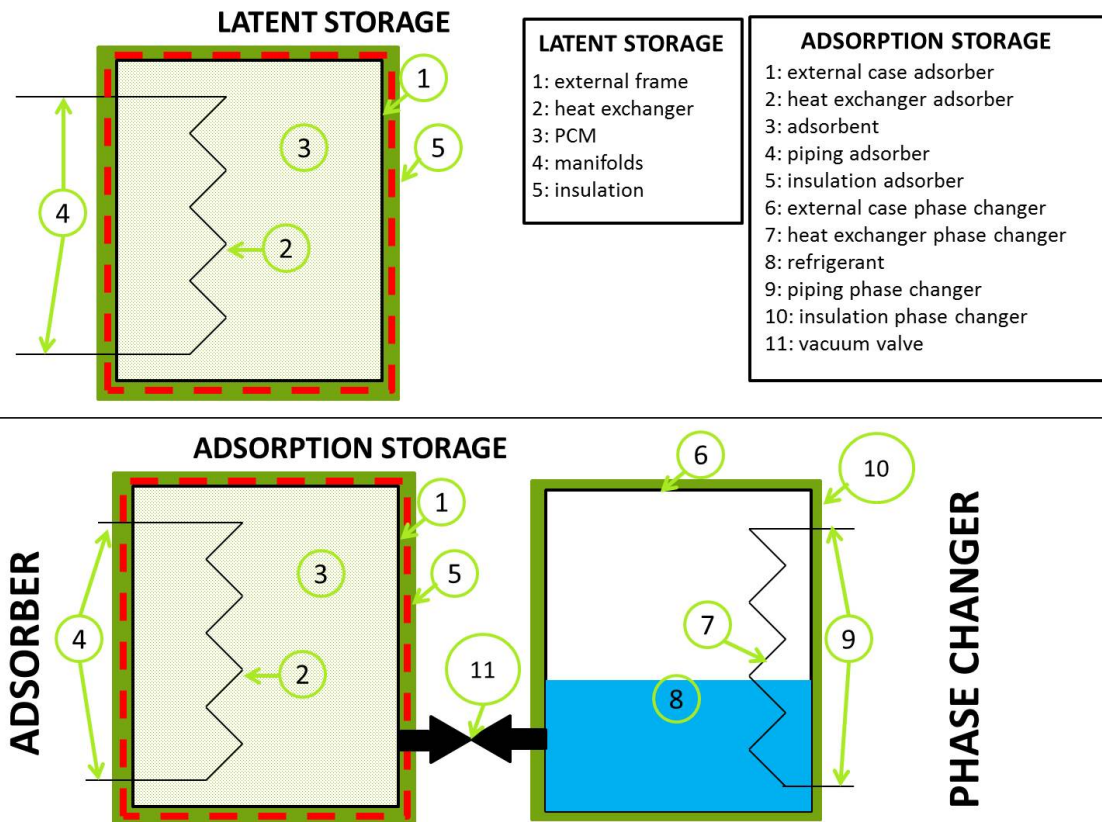 LATENT STORAGE
1
3
5
4
2
LATENT STORAGE
1: external frame
2: heat exchanger
3: PCM
4: manifolds
5: insulation
ADSORPTION STORAGE
1: external case adsorber
2: heat exchanger adsorber
3: adsorbent
4: piping adsorber
5: insulation adsorber
6: external case phase changer
7: heat exchanger phase changer
8: refrigerant
9: piping phase changer
10: insulation phase changer
11: vacuum valve
ADSORPTION STORAGE
ADSORBER
1
3
5
4
2
11
6
10
7
9
8
PHASE CHANGER